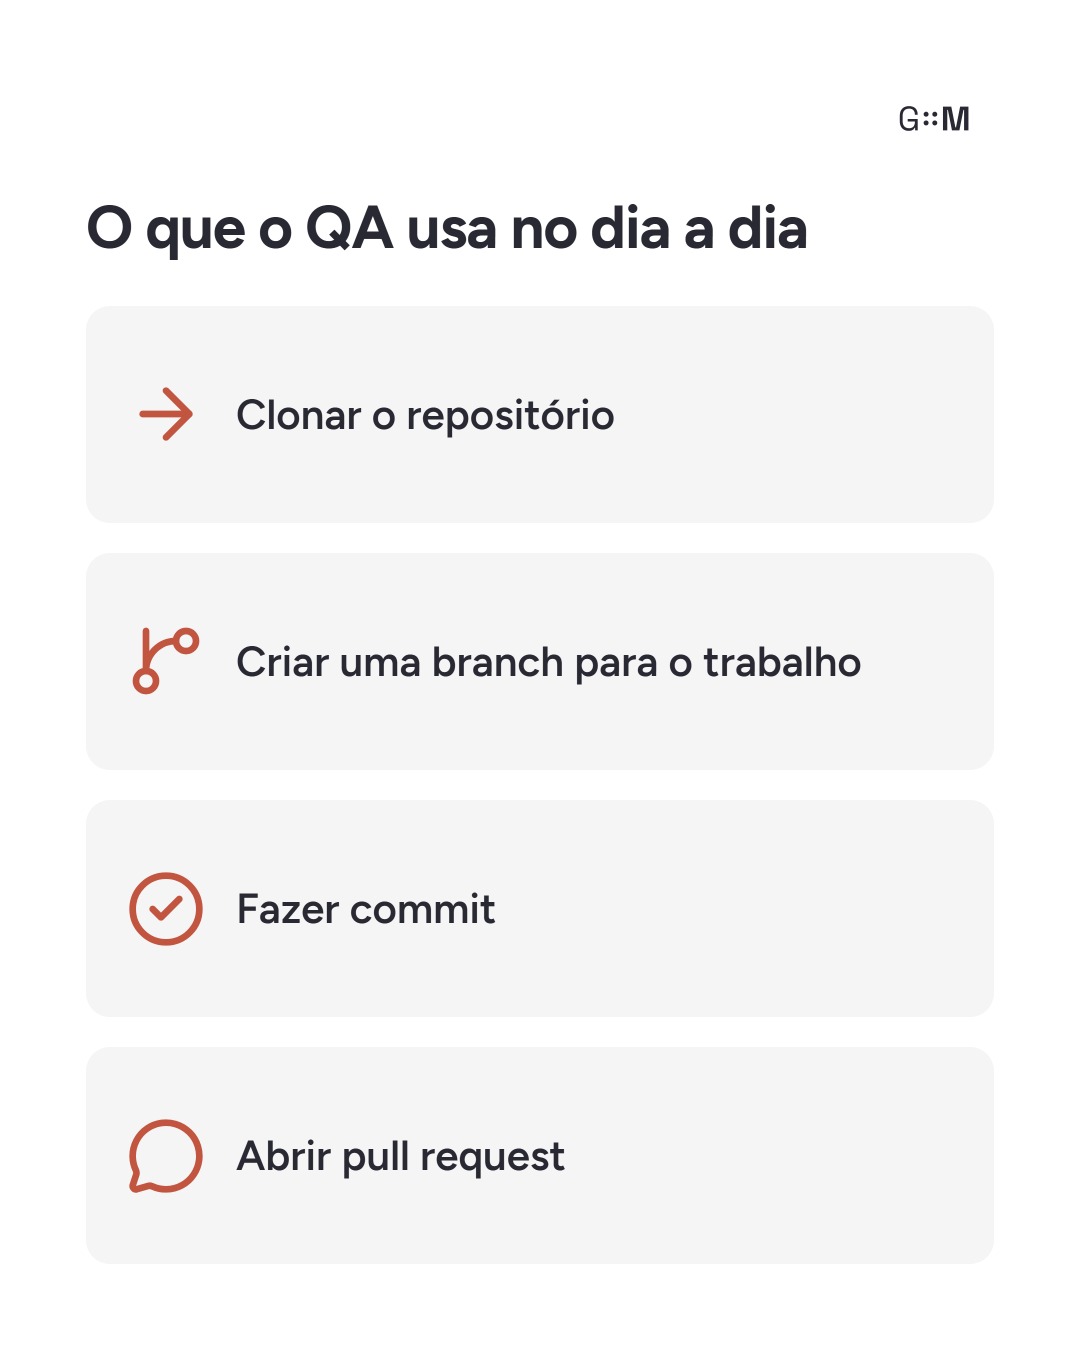 G::M
O que o QA usa no dia a dia
Clonar o repositório
Criar uma branch para o trabalho
Fazer commit
Abrir pull request